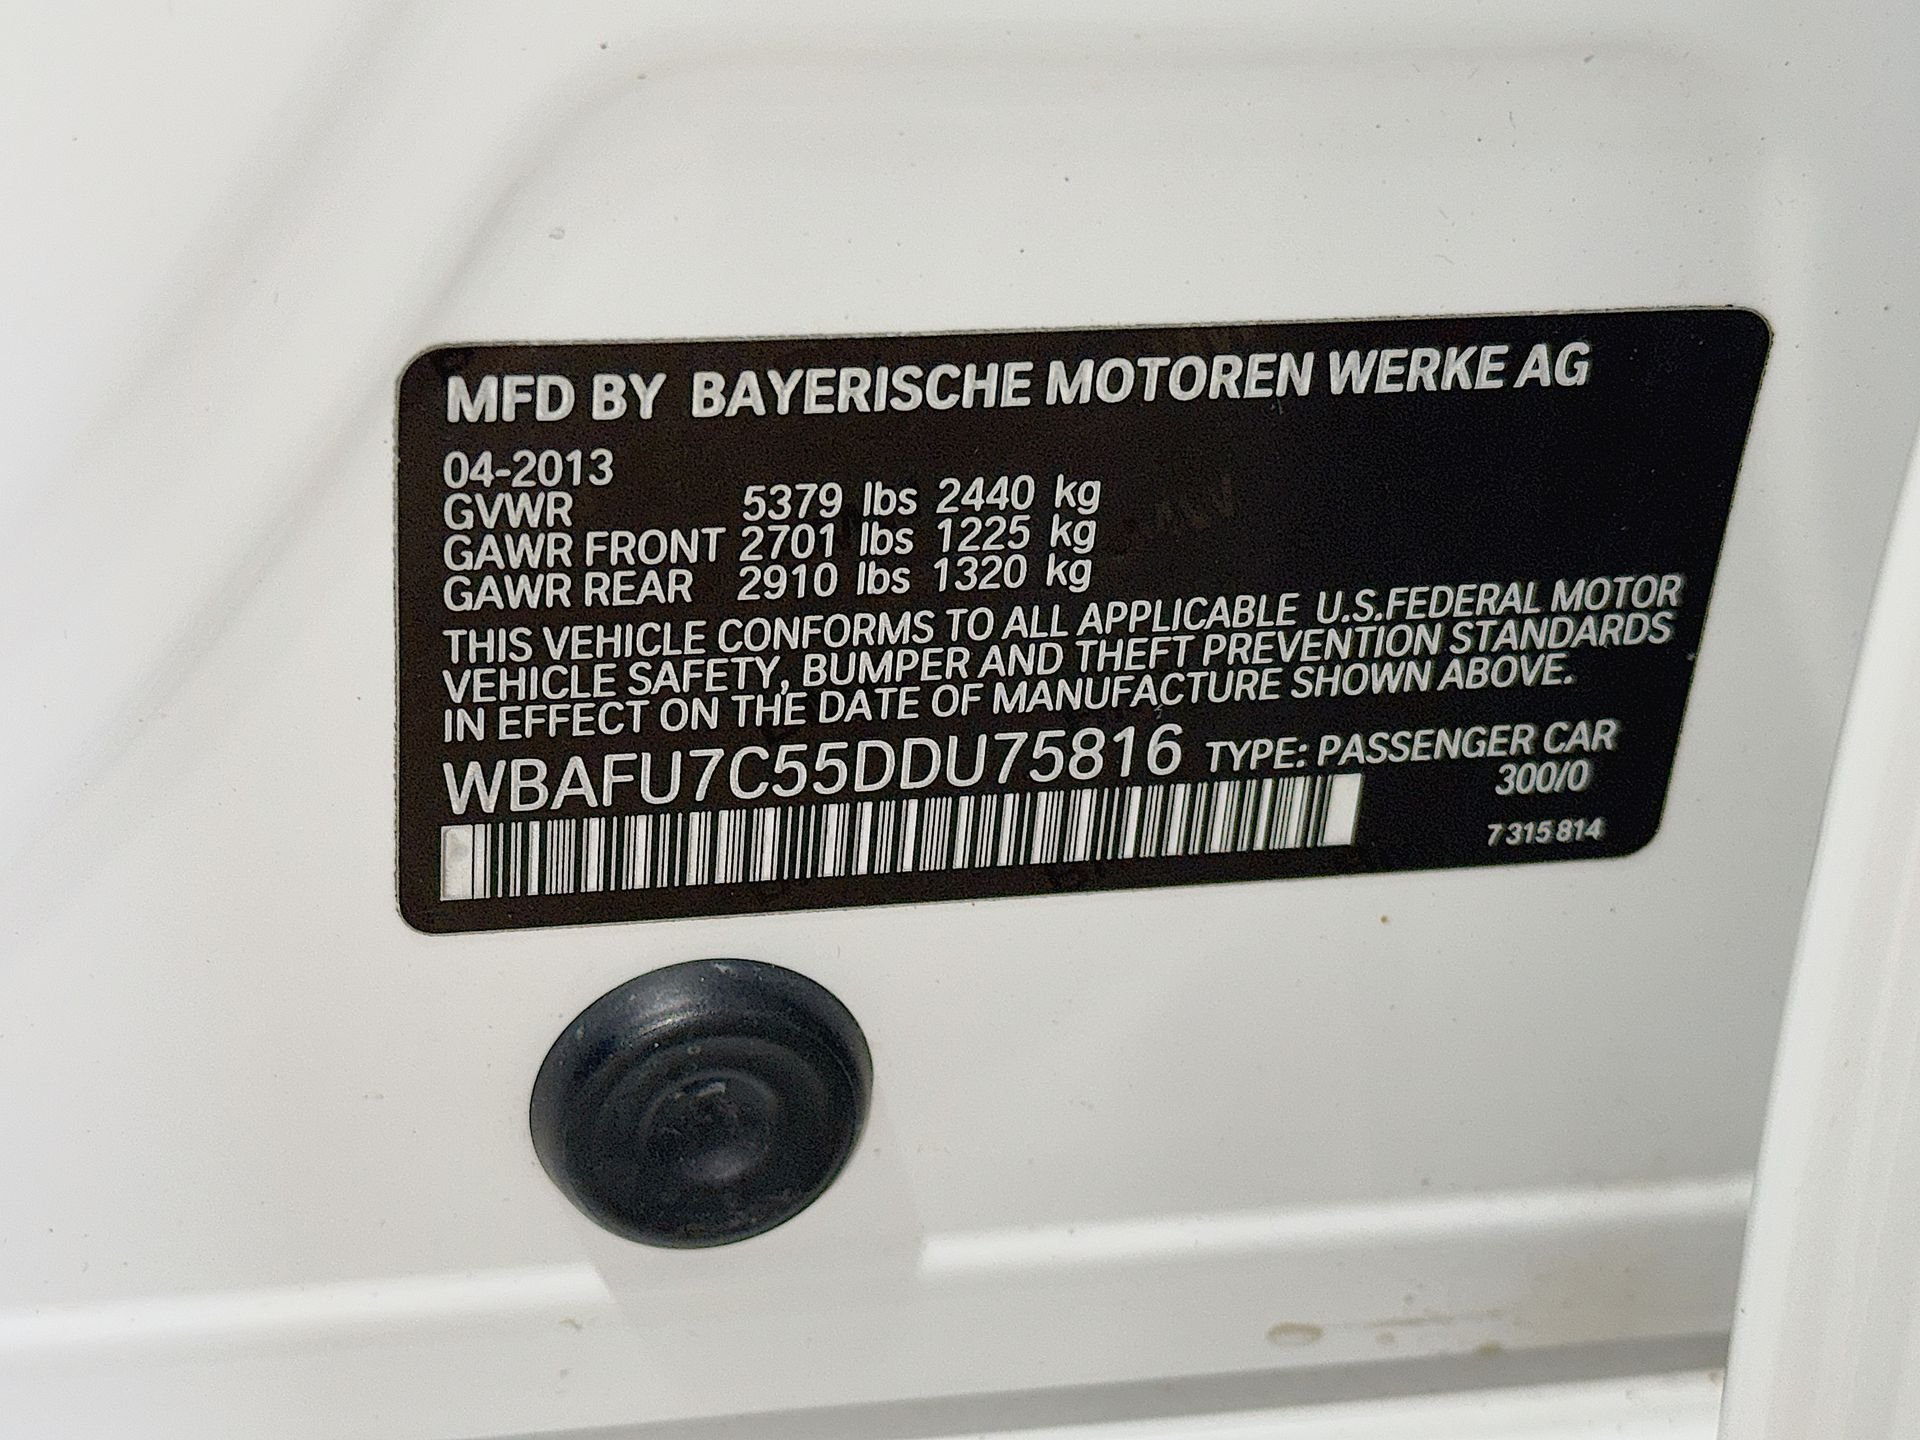 MFD BY BAYERISCHE MOTOREN WERKE AG
04-2013
GVWR 5379 lbs 2440 kg
GAWR FRONT 2701 lbs 1225 kg
GAWR REAR 2910 lbs 1320 kg
THIS VEHICLE CONFORMS TO ALL APPLICABLE U.S.FEDERAL MOTOR
VEHICLE SAFETY, BUMPER AND THEFT PREVENTION STANDARDS
IN EFFECT ON THE DATE OF MANUFACTURE SHOWN ABOVE.
WBAFU7C55DDU75816 TYPE: PASSENGER CAR
300/0
7 315 814